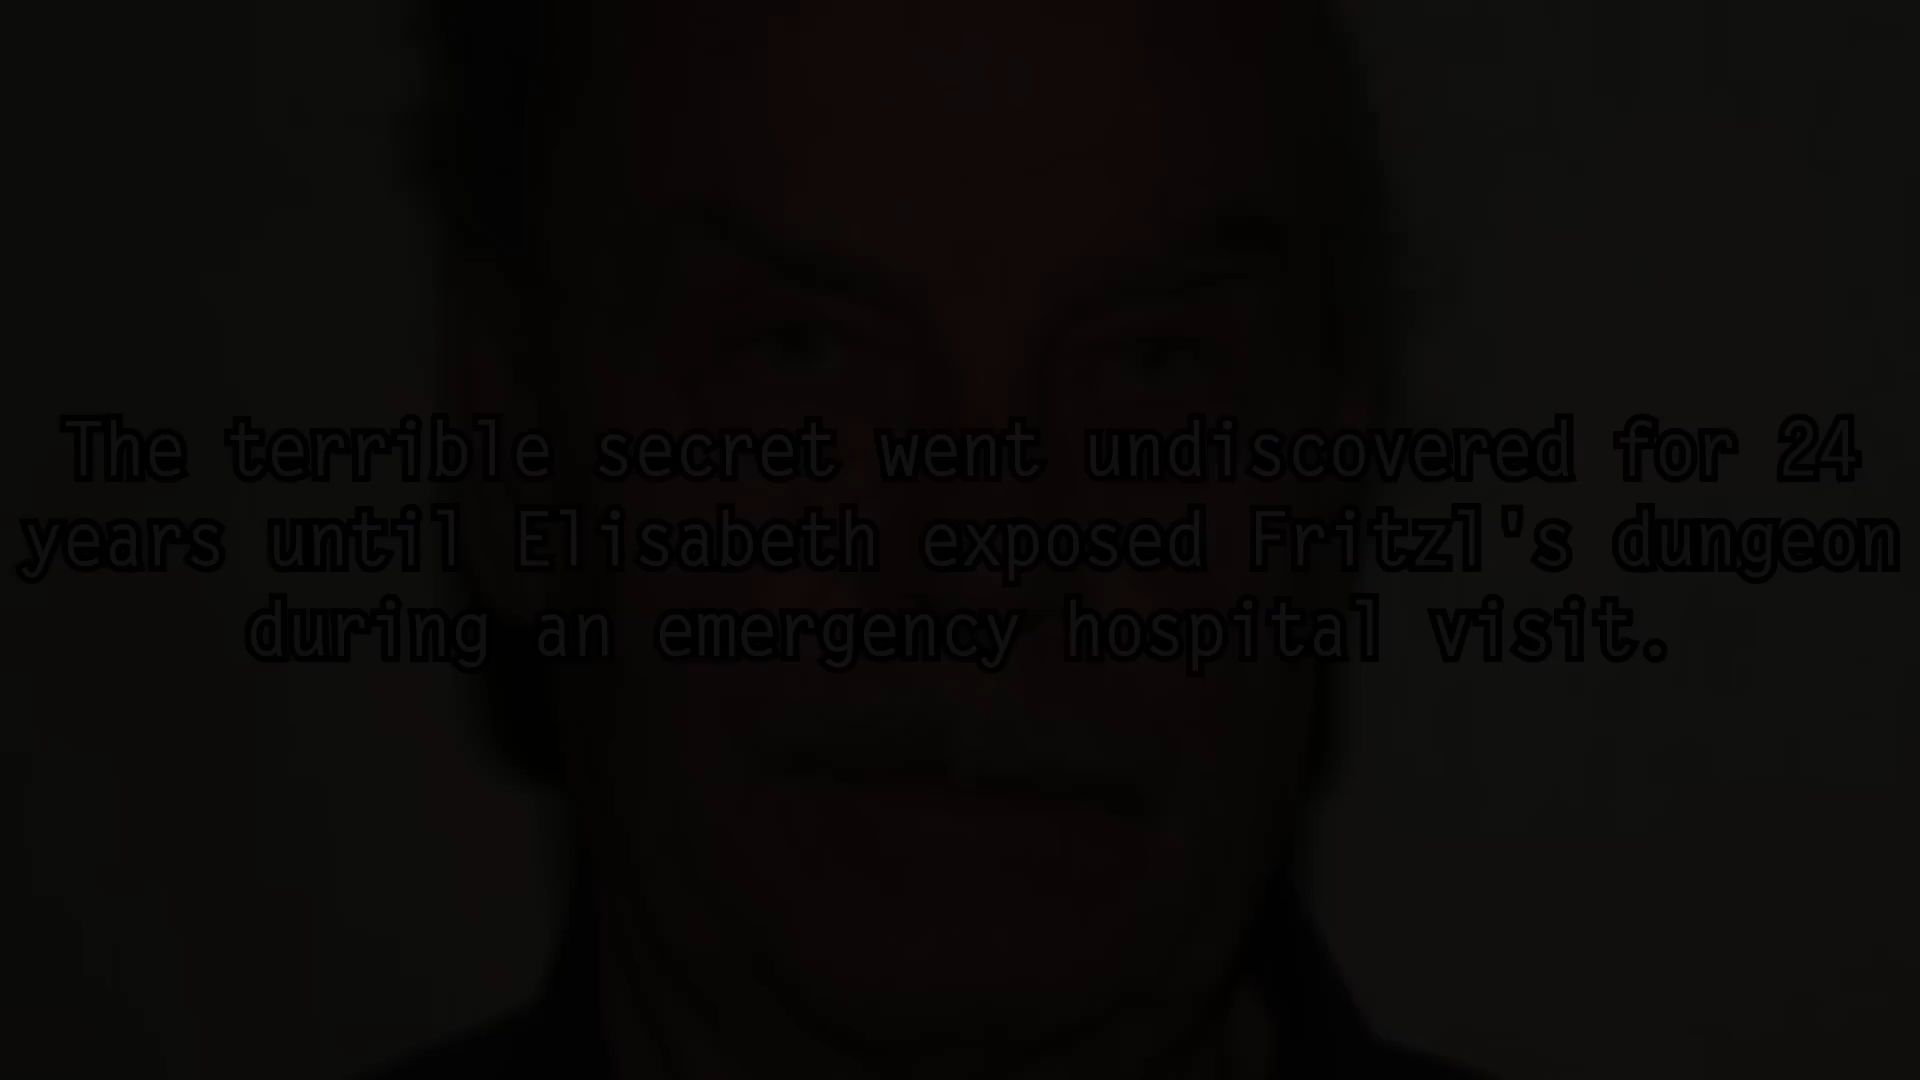 The terrible secret went undiscovered for 24
years until Elisabeth exposed Fritzl's dungeon
during an emergency hospital visit.